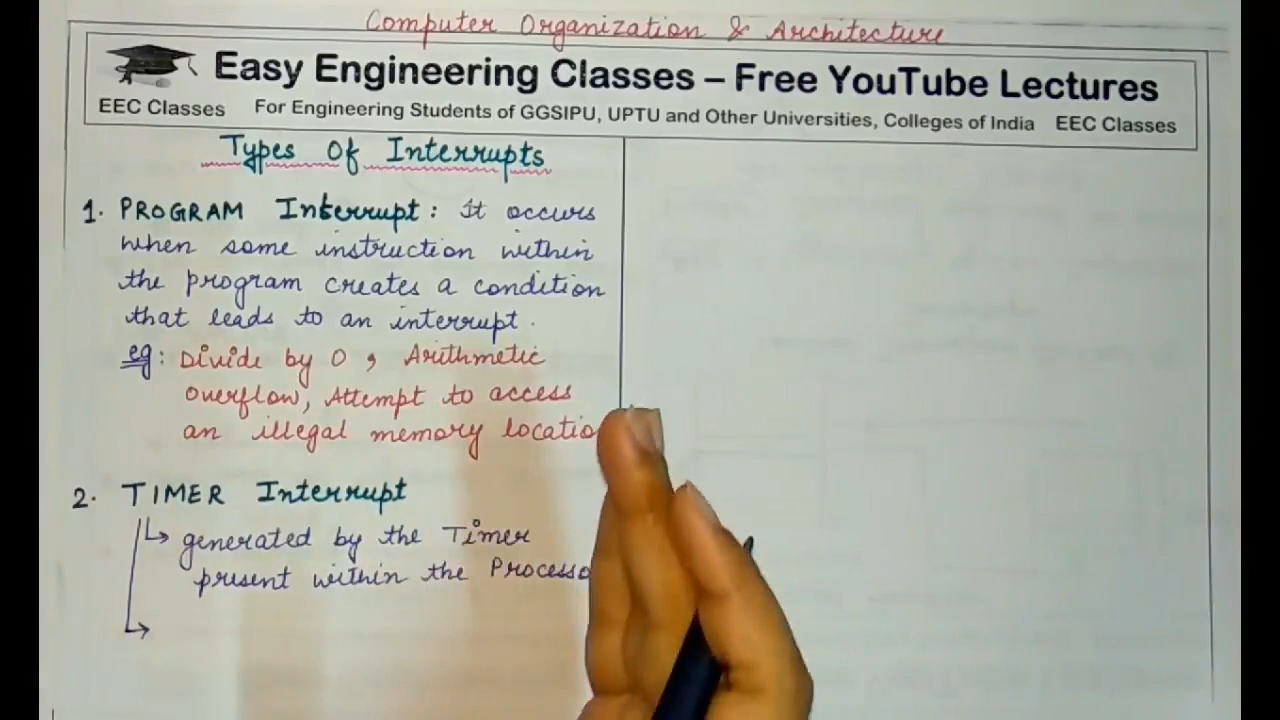 Computer Organization & Architecture
Easy Engineering Classes – Free YouTube Lectures
EEC Classes For Engineering Students of GGSIPU, UPTU and Other Universities, Colleges of India EEC Classes
Types Of Interrupts
1. PROGRAM Interrupt: It occurs
when some instruction within
the program creates a condition
that leads to an interrupt.
eg: Divide by 0, Arithmetic
Overflow, Attempt to access
an illegal memory locatio
2. TIMER Interrupt
↳ generated by the Timer
present within the Processo